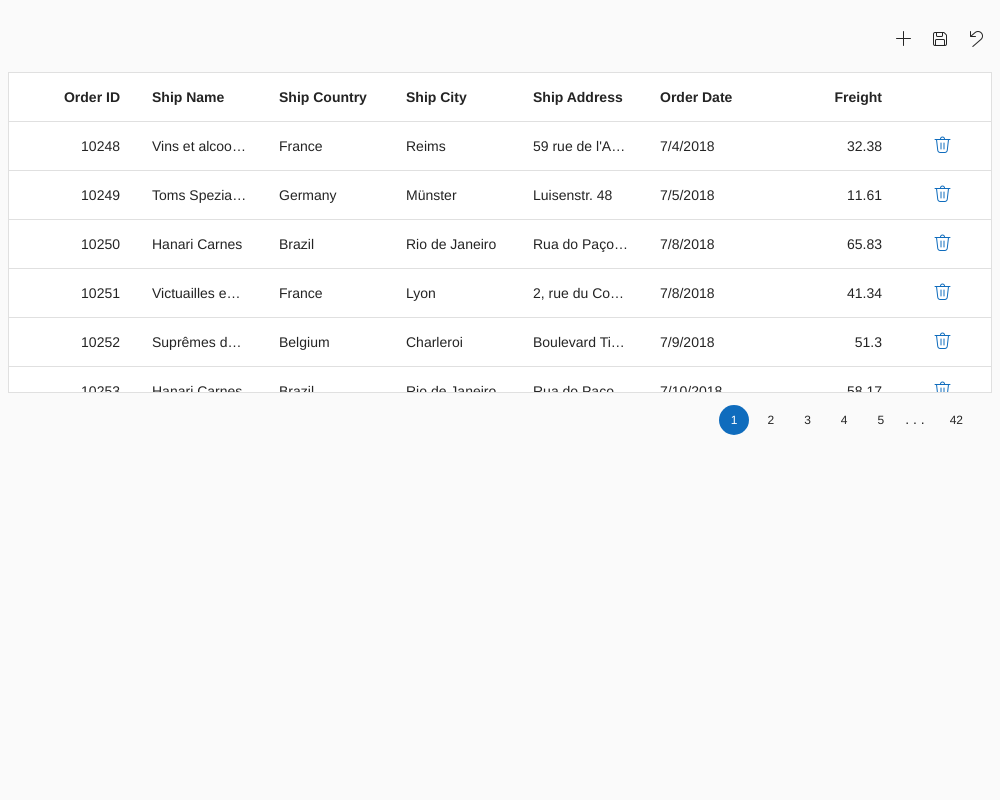 Order ID Ship Name Ship Country Ship City Ship Address Order Date Freight
10248 Vins et alcoo… France Reims 59 rue de l'A… 7/4/2018 32.38
10249 Toms Spezia… Germany Münster Luisenstr. 48 7/5/2018 11.61
10250 Hanari Carnes Brazil Rio de Janeiro Rua do Paço… 7/8/2018 65.83
10251 Victuailles e… France Lyon 2, rue du Co… 7/8/2018 41.34
10252 Suprêmes d… Belgium Charleroi Boulevard Ti… 7/9/2018 51.3
10253 Hanari Carnes Brazil Rio de Janeiro Rua do Paço… 7/10/2018 58.17
1 2 3 4 5 ... 42